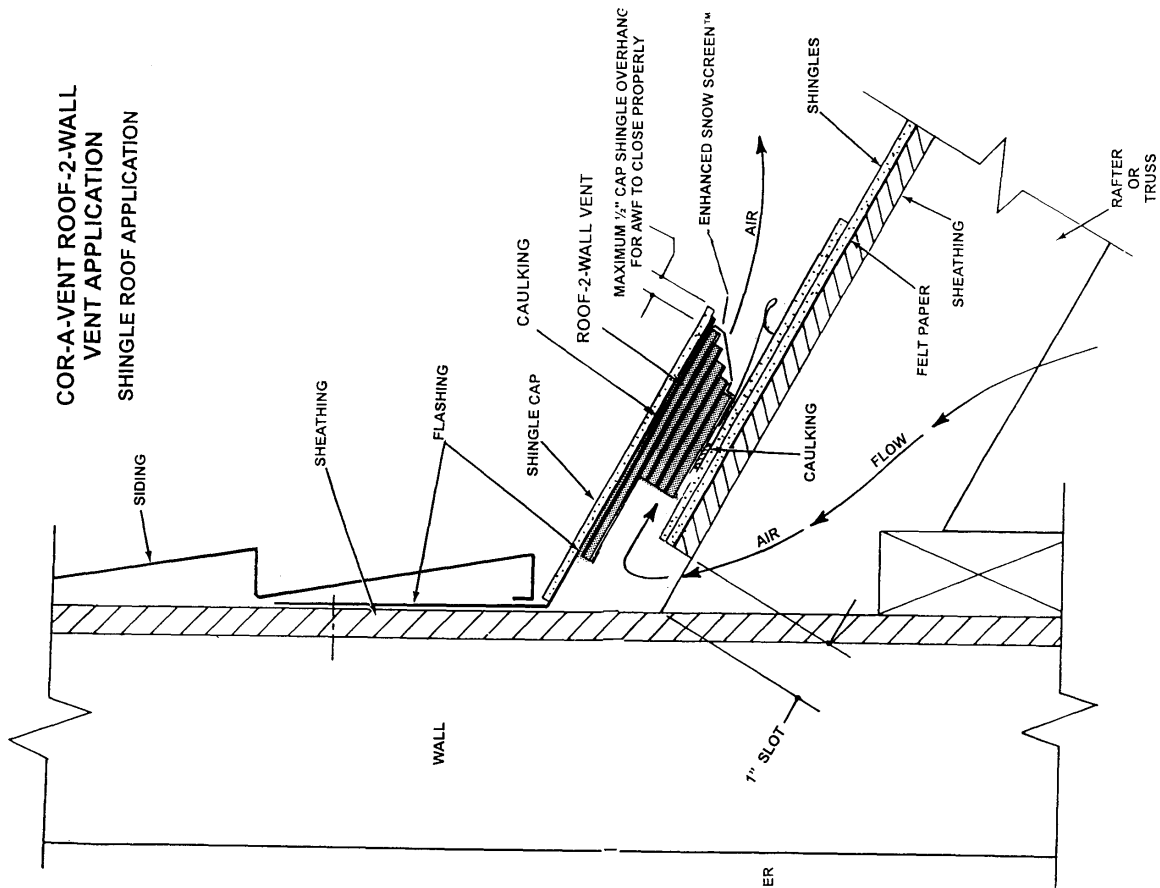 COR-A-VENT ROOF-2-WALL
VENT APPLICATION
SHINGLE ROOF APPLICATION
SIDING
SHEATHING
FLASHING
SHINGLE CAP
CAULKING
ROOF-2-WALL VENT
MAXIMUM ½" CAP SHINGLE OVERHANG
FOR AWF TO CLOSE PROPERLY
ENHANCED SNOW SCREEN™
AIR
SHINGLES
WALL
CAULKING
FELT PAPER
SHEATHING
RAFTER
OR
TRUSS
AIR
FLOW
1" SLOT
ER